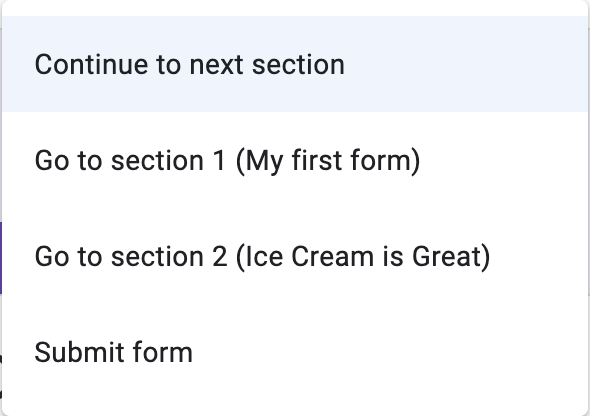 Continue to next section
Go to section 1 (My first form)
Go to section 2 (Ice Cream is Great)
Submit form